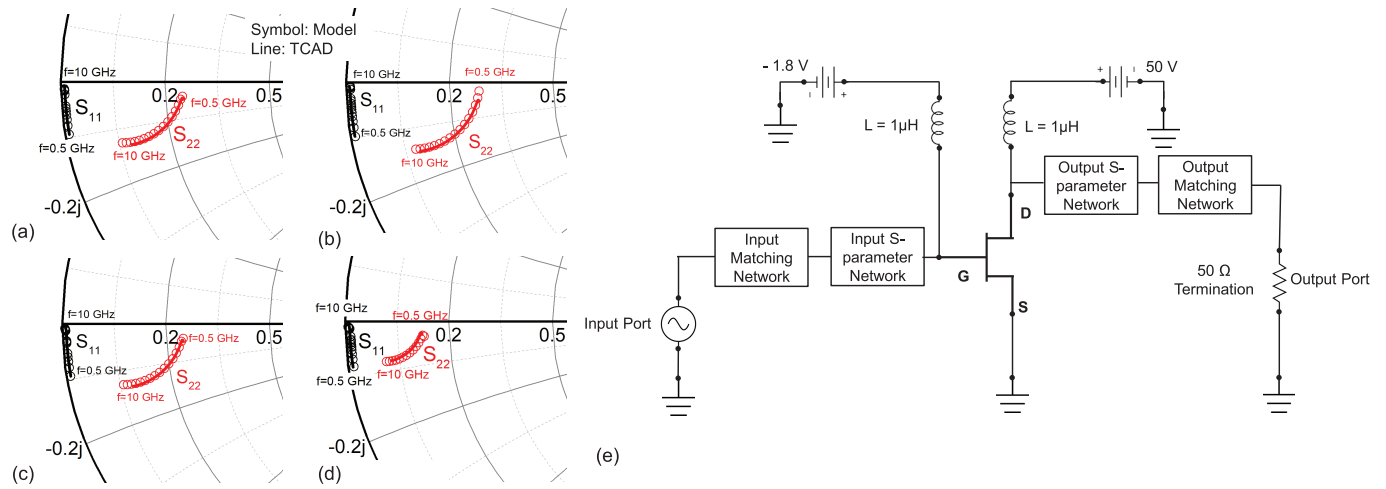 Symbol: Model
Line: TCAD
f=10 GHz
0.2
0.5
f=0.5 GHz
S11
f=0.5 GHz
S22
f=10 GHz
-0.2j
(a)
f=0.5 GHz
f=10 GHz
0.2
0.5
S11
f=0.5 GHz
S22
f=10 GHz
-0.2j
(b)
f=10 GHz
0.2
0.5
f=0.5 GHz
S11
f=0.5 GHz
S22
f=10 GHz
-0.2j
(c)
f=10 GHz
f=0.5 GHz
0.2
0.5
S11
S22
f=0.5 GHz
f=10 GHz
-0.2j
(d)
- 1.8 V
- +
+ -
50 V
L = 1µH
L = 1µH
Output S-
parameter
Network
Output
Matching
Network
D
Input
Matching
Network
Input S-
parameter
Network
G
S
50 Ω
Termination
Output Port
Input Port
(e)